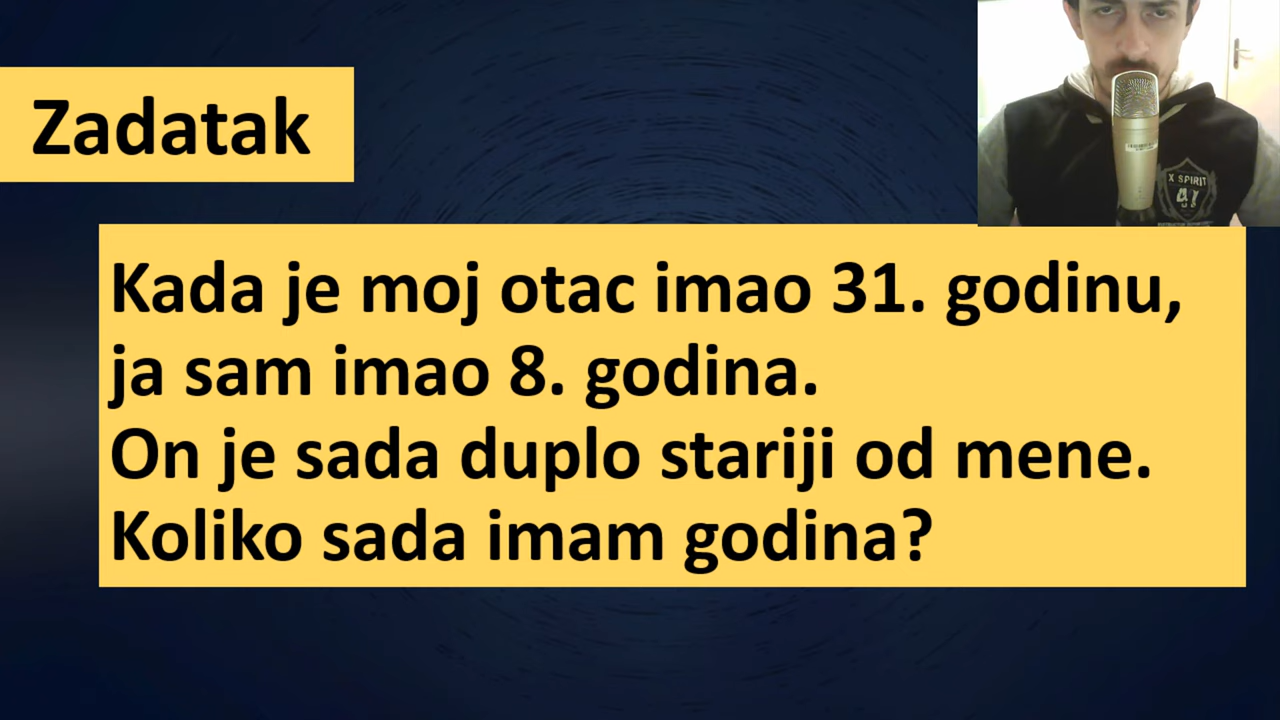 Zadatak
Kada je moj otac imao 31. godinu,
ja sam imao 8. godina.
On je sada duplo stariji od mene.
Koliko sada imam godina?
X SPIRIT